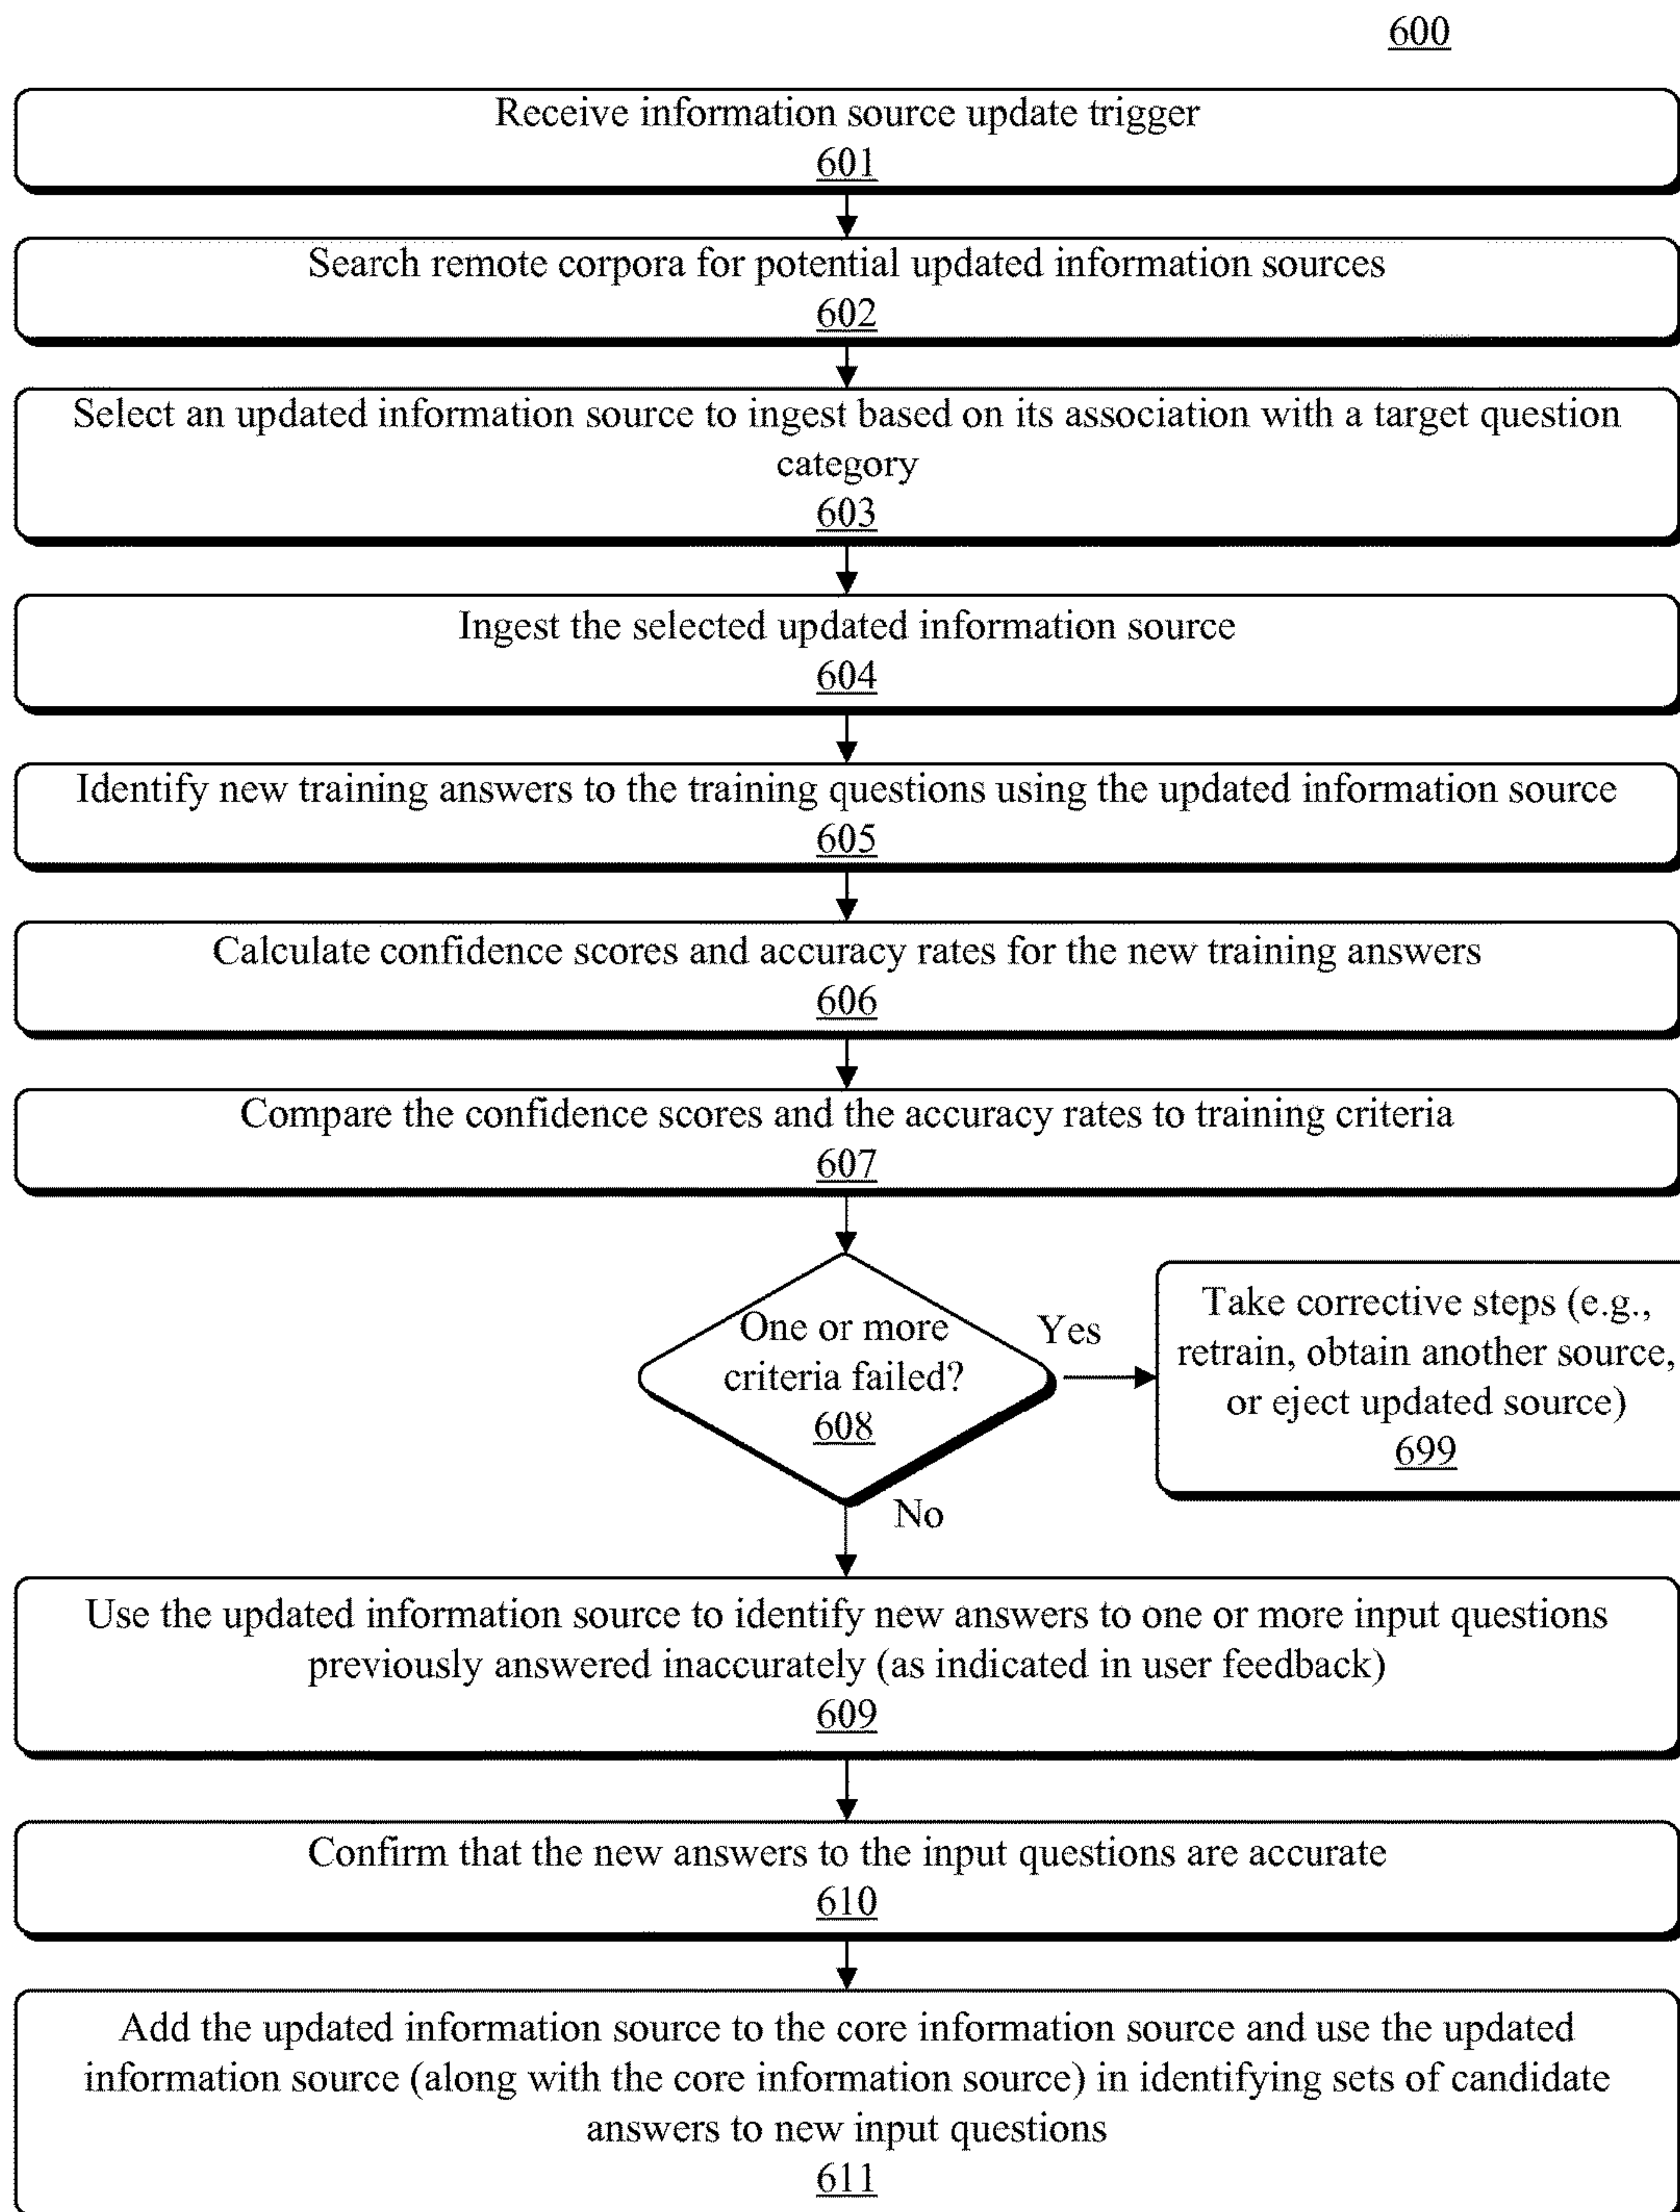 600
Receive information source update trigger
601
Search remote corpora for potential updated information sources
602
Select an updated information source to ingest based on its association with a target question
category
603
Ingest the selected updated information source
604
Identify new training answers to the training questions using the updated information source
605
Calculate confidence scores and accuracy rates for the new training answers
606
Compare the confidence scores and the accuracy rates to training criteria
607
One or more
criteria failed?
608
Yes
Take corrective steps (e.g.,
retrain, obtain another source,
or eject updated source)
699
No
Use the updated information source to identify new answers to one or more input questions
previously answered inaccurately (as indicated in user feedback)
609
Confirm that the new answers to the input questions are accurate
610
Add the updated information source to the core information source and use the updated
information source (along with the core information source) in identifying sets of candidate
answers to new input questions
611